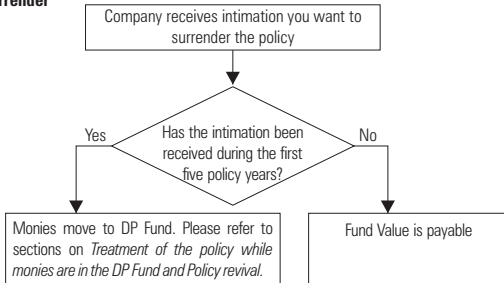 Company receives intimation you want to
surrender the policy
Yes
Has the intimation been
received during the first
five policy years?
No
Monies move to DP Fund. Please refer to
sections on Treatment of the policy while
monies are in the DP Fund and Policy revival.
Fund Value is payable